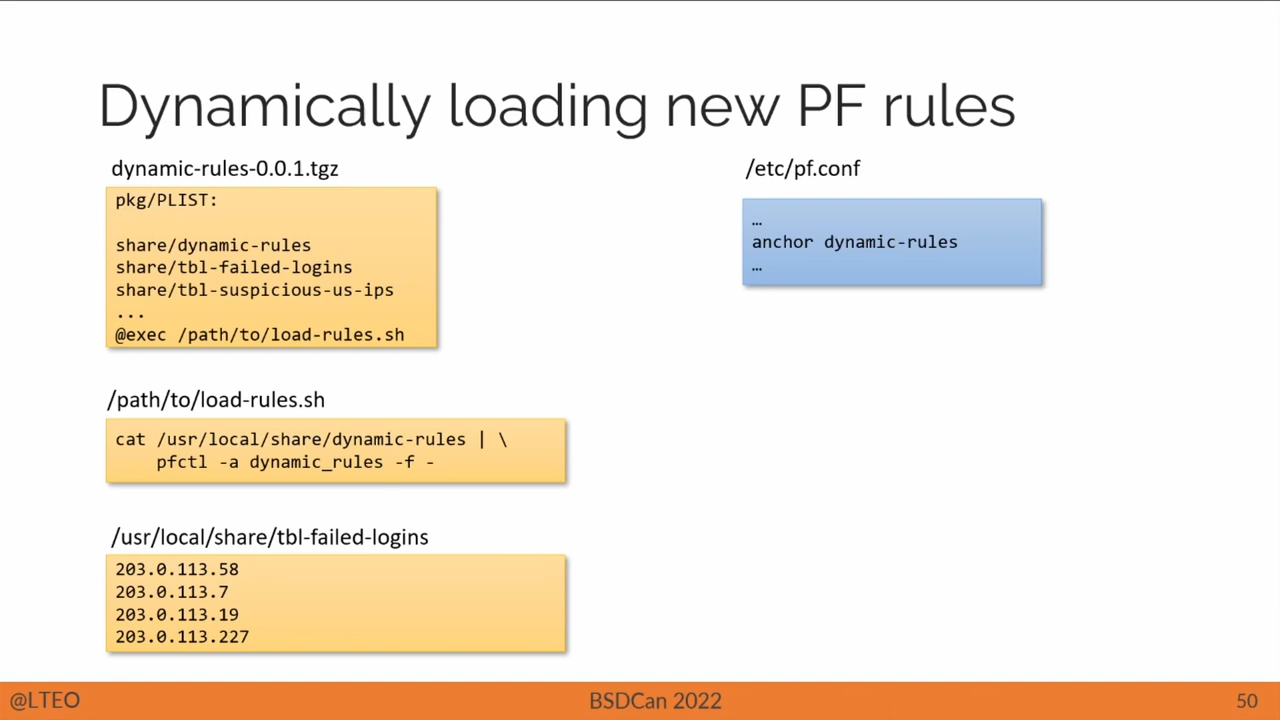 Dynamically loading new PF rules
dynamic-rules-0.0.1.tgz
pkg/PLIST:
share/dynamic-rules
share/tbl-failed-logins
share/tbl-suspicious-us-ips
...
@exec /path/to/load-rules.sh
/path/to/load-rules.sh
cat /usr/local/share/dynamic-rules | \
pfctl -a dynamic_rules -f -
/usr/local/share/tbl-failed-logins
203.0.113.58
203.0.113.7
203.0.113.19
203.0.113.227
/etc/pf.conf
…
anchor dynamic-rules
…
@LTEO
BSDCan 2022
50